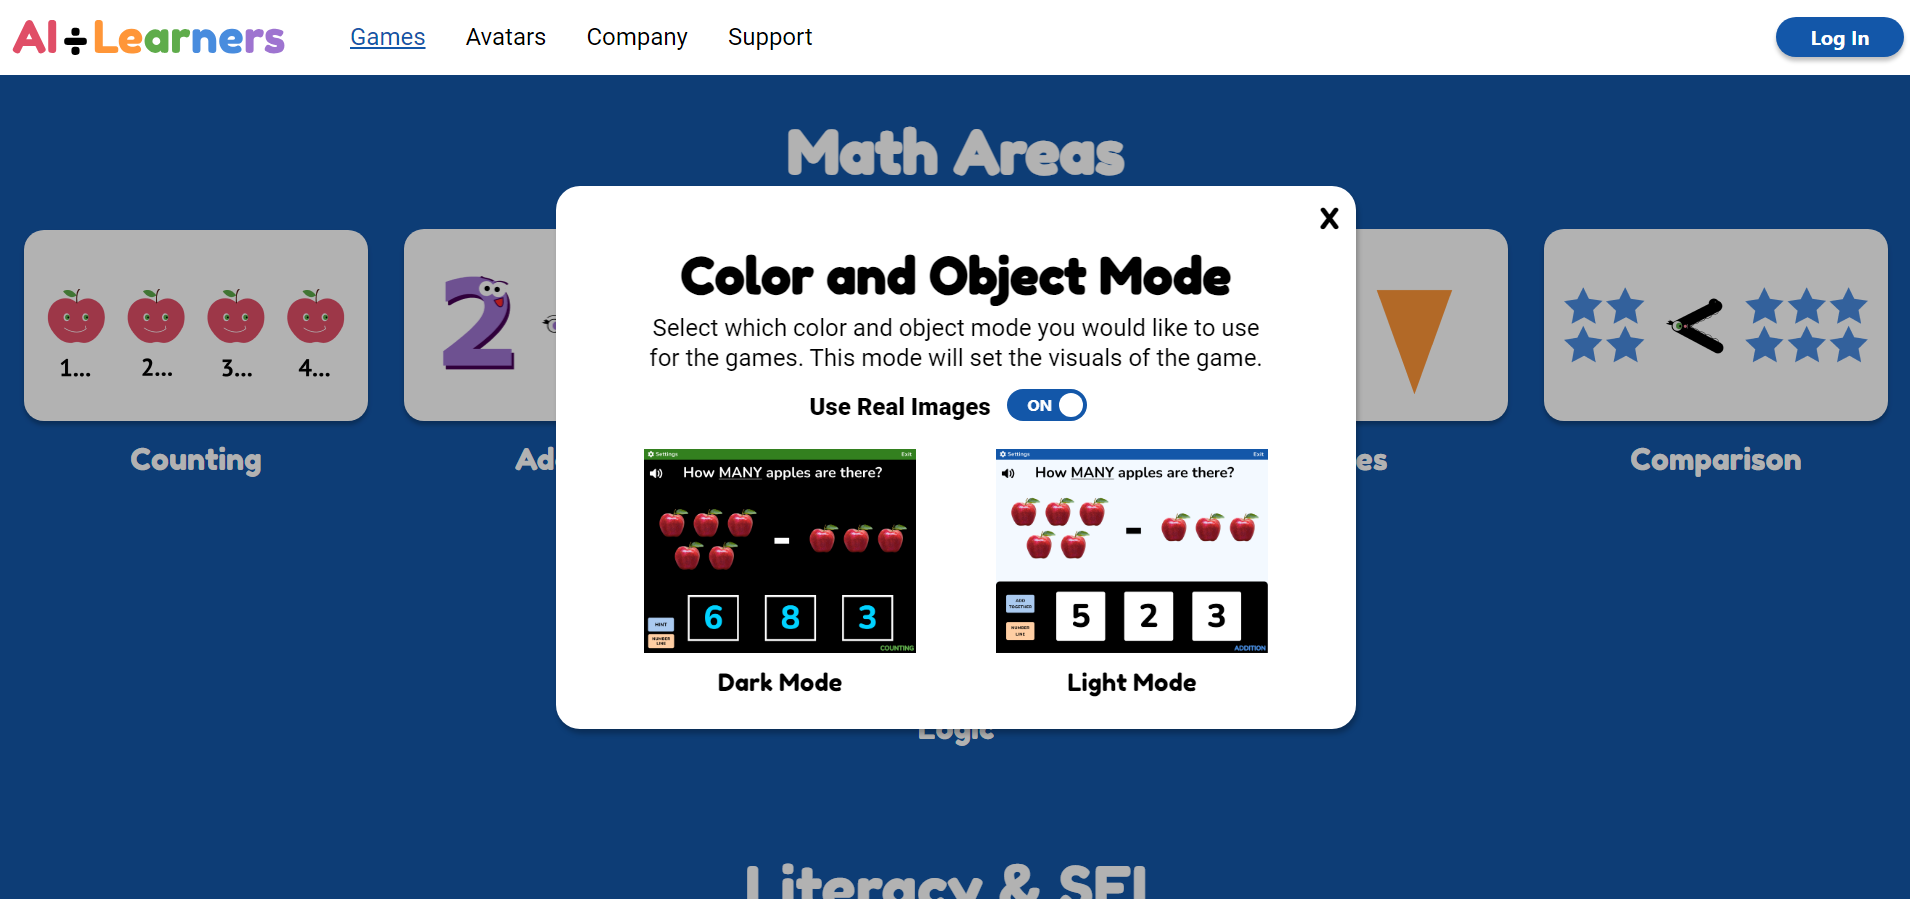 AI÷Learners
Games Avatars Company Support
Log In
Math Areas
X
Color and Object Mode
Select which color and object mode you would like to use
for the games. This mode will set the visuals of the game.
Use Real Images ON
Settings Exit
How MANY apples are there?
-
6 8 3
HINT
NUMBER
LINE
COUNTING
Dark Mode
Settings Exit
How MANY apples are there?
-
ADD
TOGETHER
5 2 3
NUMBER
LINE
ADDITION
Light Mode
1... 2... 3... 4...
Counting
2
Ad
es
<
Comparison
Logic
Literacy & SEL